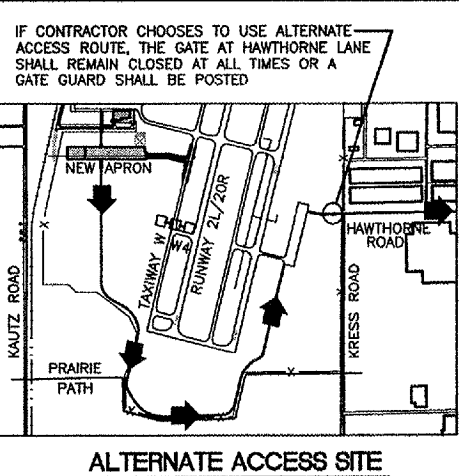 IF CONTRACTOR CHOOSES TO USE ALTERNATE
ACCESS ROUTE, THE GATE AT HAWTHORNE LANE
SHALL REMAIN CLOSED AT ALL TIMES OR A
GATE GUARD SHALL BE POSTED
NEW APRON
TAXIWAY W
W4
RUNWAY 2L/20R
HAWTHORNE
ROAD
KAUTZ ROAD
KRESS ROAD
PRAIRIE
PATH
ALTERNATE ACCESS SITE